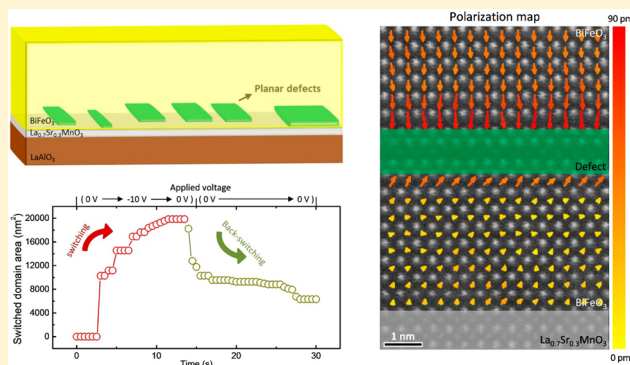 Planar defects
BiFeO₃
La₀.₇Sr₀.₃MnO₃
LaAlO₃
Applied voltage
( 0 V -10 V 0 V ) ( 0 V 0 V )
Switched domain area (nm²)
20000
16000
12000
8000
4000
0
switching
Back-switching
0 10 20 30
Time (s)
Polarization map
90 pm
BiFeO₃
Defect
BiFeO₃
1 nm
La₀.₇Sr₀.₃MnO₃
0 pm